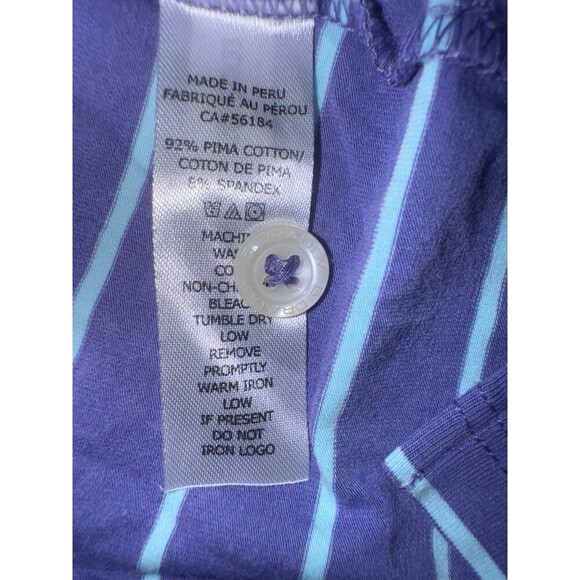 MADE IN PERU
FABRIQUÉ AU PÉROU
CA#56184
92% PIMA COTTON/
COTON DE PIMA
8% SPANDEX
TUMBLE DRY
LOW
REMOVE
PROMPTLY
WARM IRON
LOW
IF PRESENT
DO NOT
IRON LOGO